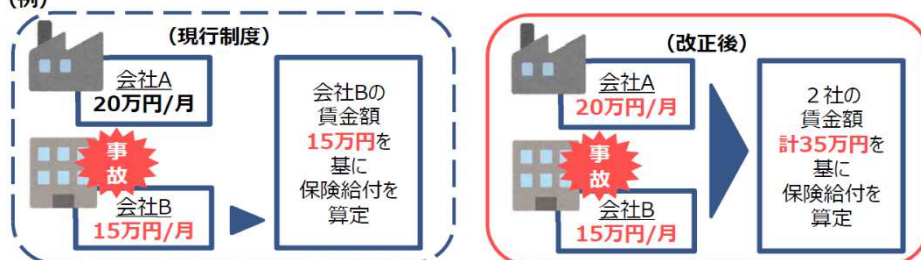 (例)
（現行制度）
会社A
20万円/月
事
故
会社B
15万円/月
会社Bの
賃金額
15万円を
基に
保険給付を
算定
（改正後）
会社A
20万円/月
事
故
会社B
15万円/月
２社の
賃金額
計35万円を
基に
保険給付を
算定